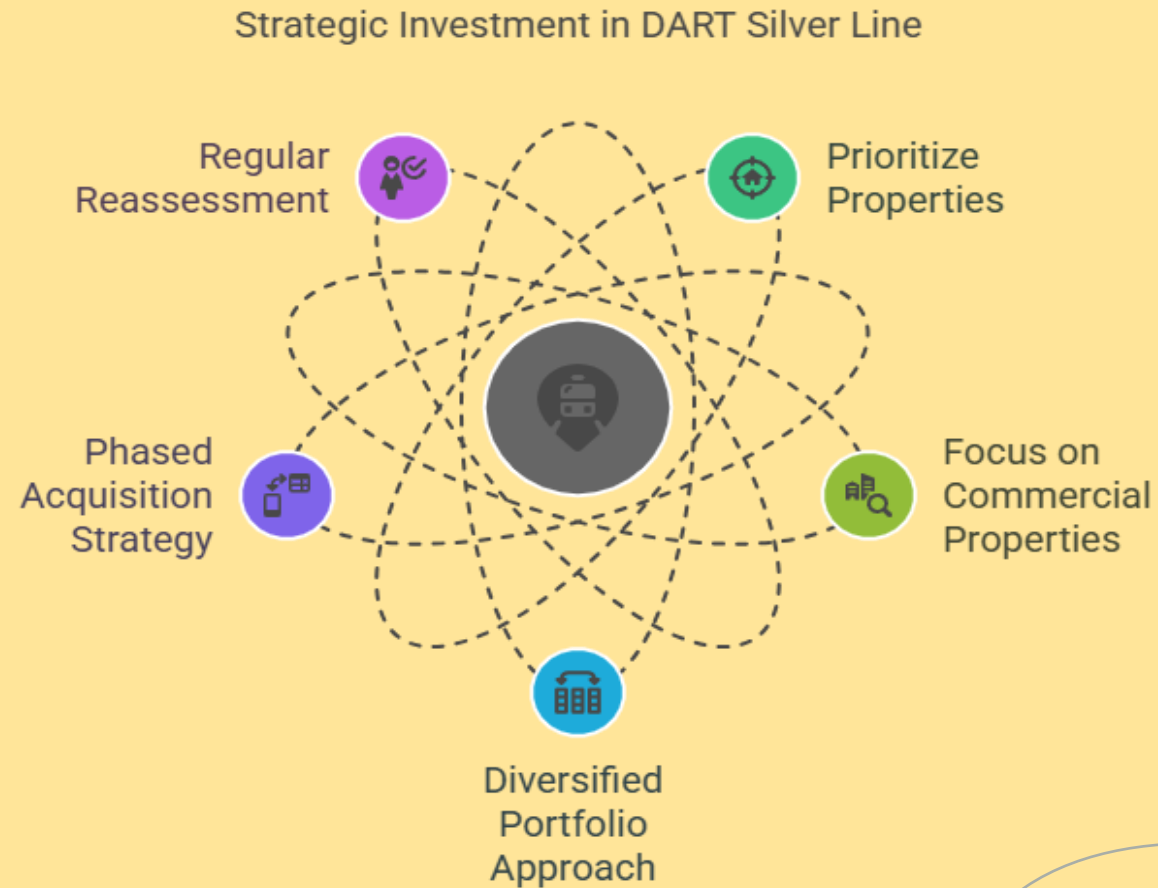 Strategic Investment in DART Silver Line
Regular
Reassessment
Prioritize
Properties
Phased
Acquisition
Strategy
Focus on
Commercial
Properties
Diversified
Portfolio
Approach